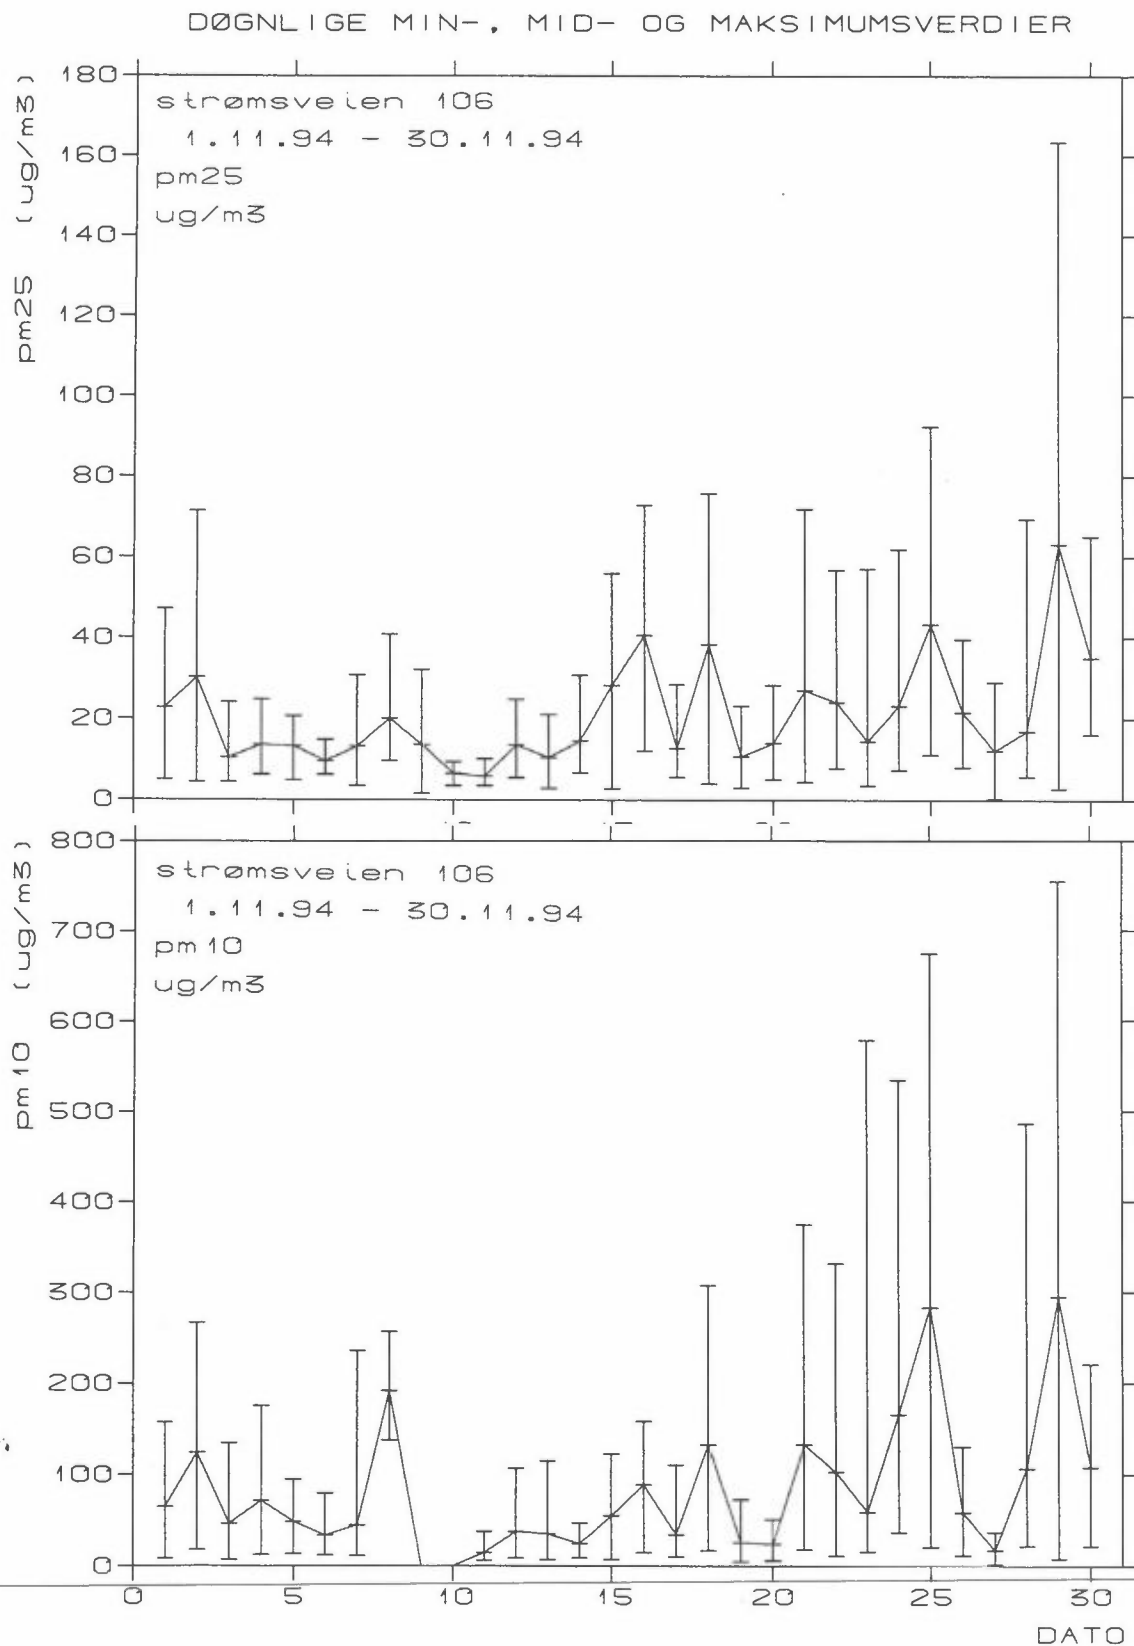 DØGNLIGE MIN-, MID- OG MAKSIMUMSVERDIER
pm25 (ug/m3)
180
160
140
120
100
80
60
40
20
0
strømsveien 106
1.11.94 - 30.11.94
pm25
ug/m3
pm10 (ug/m3)
800
700
600
500
400
300
200
100
0
strømsveien 106
1.11.94 - 30.11.94
pm10
ug/m3
0 5 10 15 20 25 30
DATO